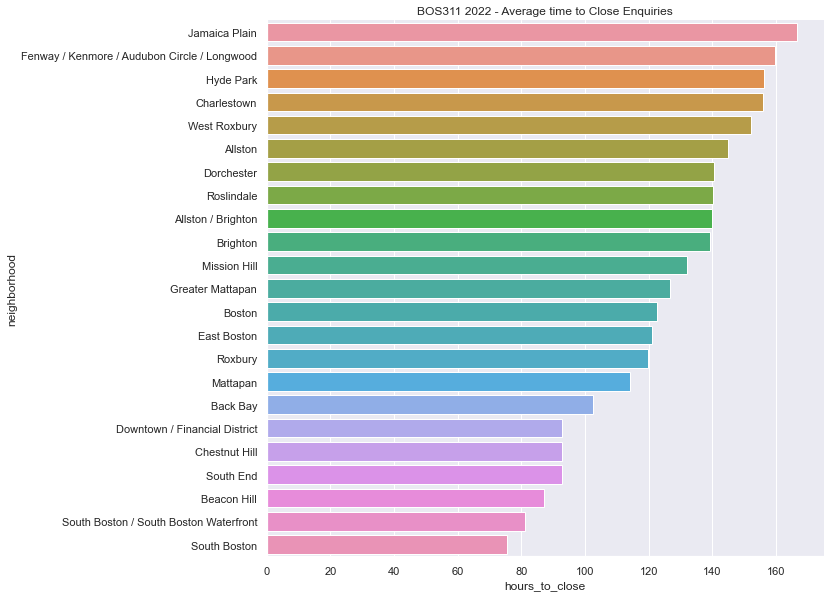 BOS311 2022 - Average time to Close Enquiries
neighborhood
Jamaica Plain
Fenway / Kenmore / Audubon Circle / Longwood
Hyde Park
Charlestown
West Roxbury
Allston
Dorchester
Roslindale
Allston / Brighton
Brighton
Mission Hill
Greater Mattapan
Boston
East Boston
Roxbury
Mattapan
Back Bay
Downtown / Financial District
Chestnut Hill
South End
Beacon Hill
South Boston / South Boston Waterfront
South Boston
0 20 40 60 80 100 120 140 160
hours_to_close